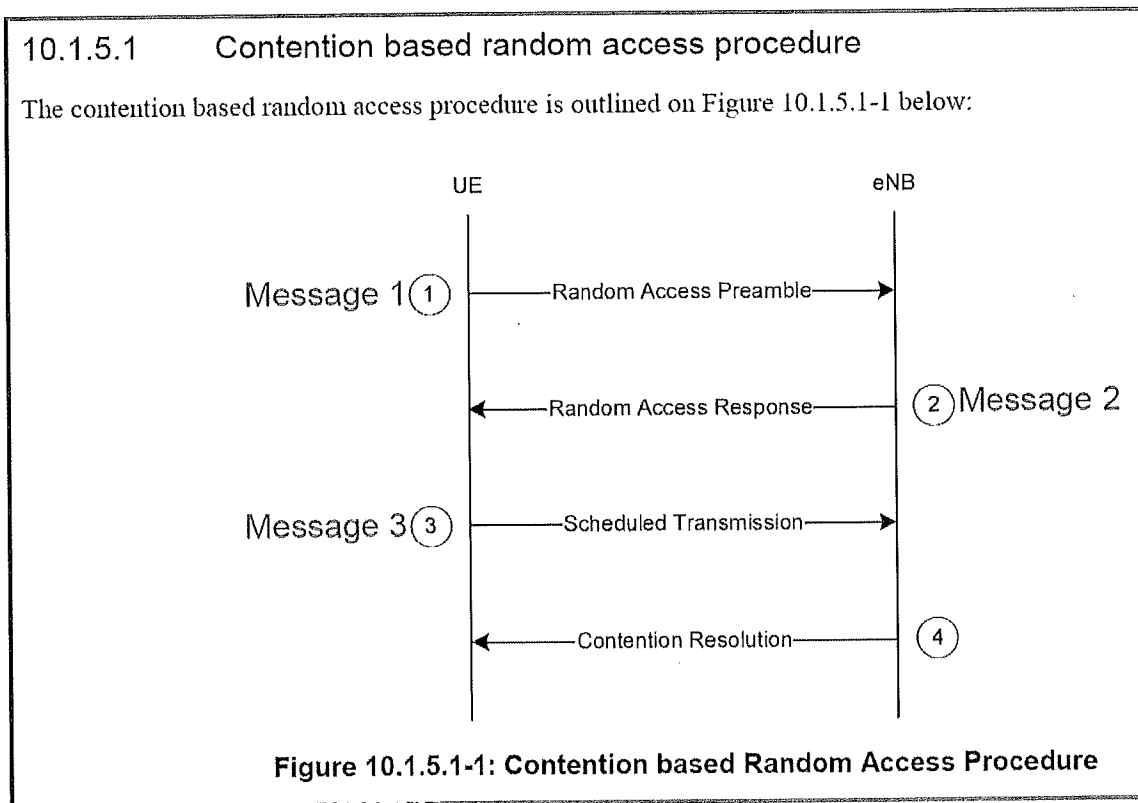 10.1.5.1 Contention based random access procedure
The contention based random access procedure is outlined on Figure 10.1.5.1-1 below:
UE eNB
Message 1 1 Random Access Preamble
Random Access Response 2 Message 2
Message 3 3 Scheduled Transmission
Contention Resolution 4
Figure 10.1.5.1-1: Contention based Random Access Procedure